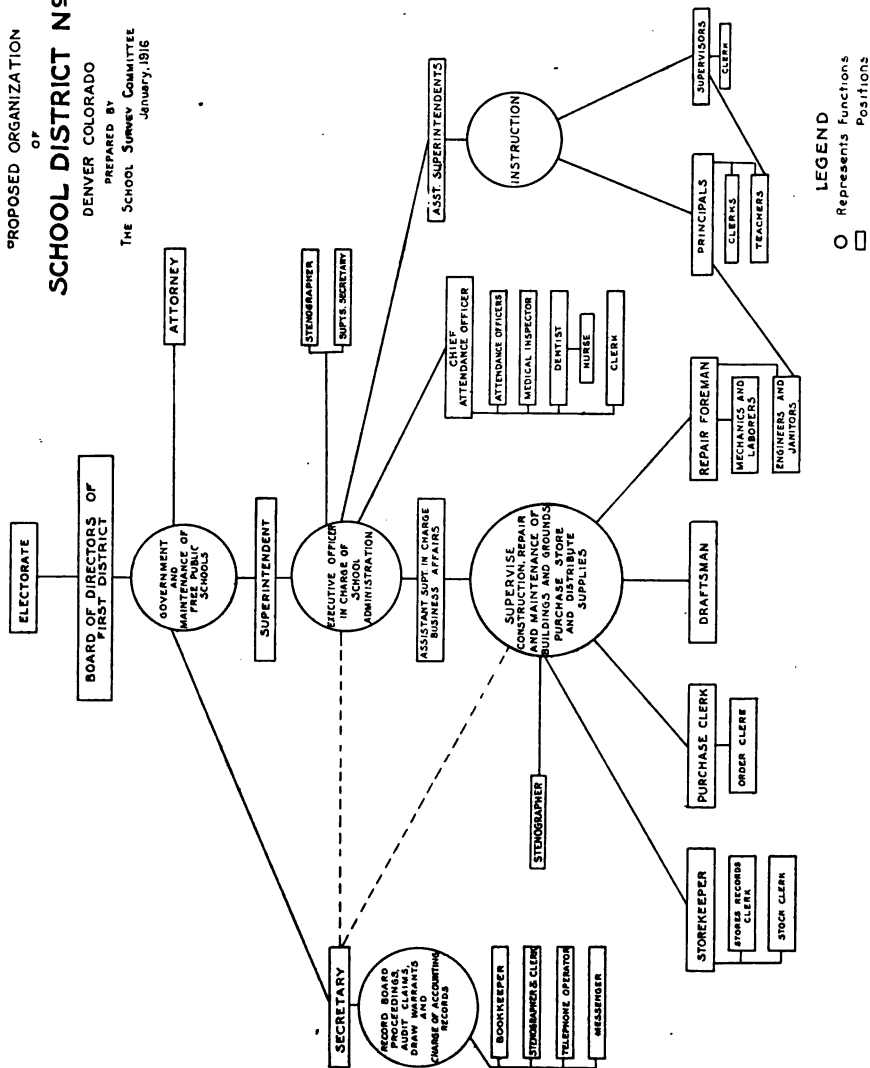 PROPOSED ORGANIZATION
OF
SCHOOL DISTRICT Nº
DENVER COLORADO
PREPARED BY
THE SCHOOL SURVEY COMMITTEE
January, 1916
ELECTORATE
BOARD OF DIRECTORS OF
FIRST DISTRICT
GOVERNMENT
AND
MAINTENANCE OF
FREE PUBLIC
SCHOOLS
ATTORNEY
SUPERINTENDENT
EXECUTIVE OFFICER
IN CHARGE OF
SCHOOL
ADMINISTRATION
STENOGRAPHER
SUPTS. SECRETARY
SECRETARY
RECORD BOARD
PROCEEDINGS,
AUDIT CLAIMS,
DRAW WARRANTS
AND
CHARGE OF ACCOUNTING
RECORDS
BOOKKEEPER
STENOGRAPHER & CLERK
TELEPHONE OPERATOR
MESSENGER
ASSISTANT SUPT. IN CHARGE
BUSINESS AFFAIRS
SUPERVISE
CONSTRUCTION, REPAIR
AND MAINTENANCE OF
BUILDINGS AND GROUNDS
PURCHASE STORE
AND DISTRIBUTE
SUPPLIES
STENOGRAPHER
STOREKEEPER
STORES RECORDS
CLERK
STOCK CLERK
PURCHASE CLERK
ORDER CLERE
DRAFTSMAN
REPAIR FOREMAN
MECHANICS AND
LABORERS
ENGINEERS AND
JANITORS
CHIEF
ATTENDANCE OFFICER
ATTENDANCE OFFICERS
MEDICAL INSPECTOR
DENTIST
NURSE
CLERK
ASST. SUPERINTENDENTS
INSTRUCTION
PRINCIPALS
CLERKS
TEACHERS
SUPERVISORS
CLERK
LEGEND
Represents Functions
Positions